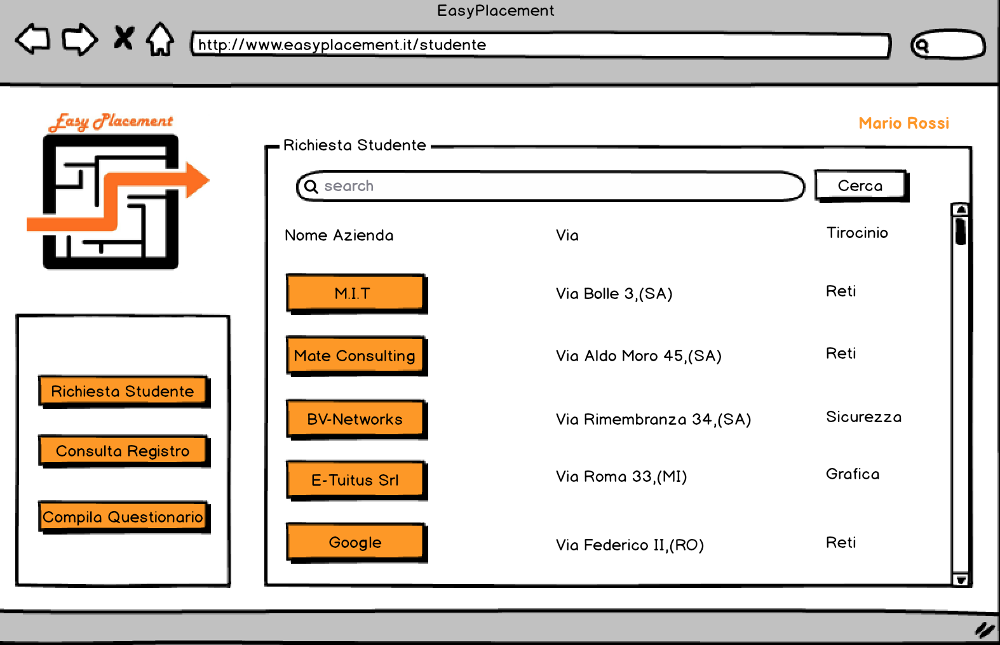 EasyPlacement
http://www.easyplacement.it/studente
Easy Placement
Mario Rossi
Richiesta Studente
search
Cerca
Nome Azienda Via Tirocinio
M.I.T Via Bolle 3,(SA) Reti
Mate Consulting Via Aldo Moro 45,(SA) Reti
BV-Networks Via Rimembranza 34,(SA) Sicurezza
E-Tuitus Srl Via Roma 33,(MI) Grafica
Google Via Federico II,(RO) Reti
Richiesta Studente
Consulta Registro
Compila Questionario